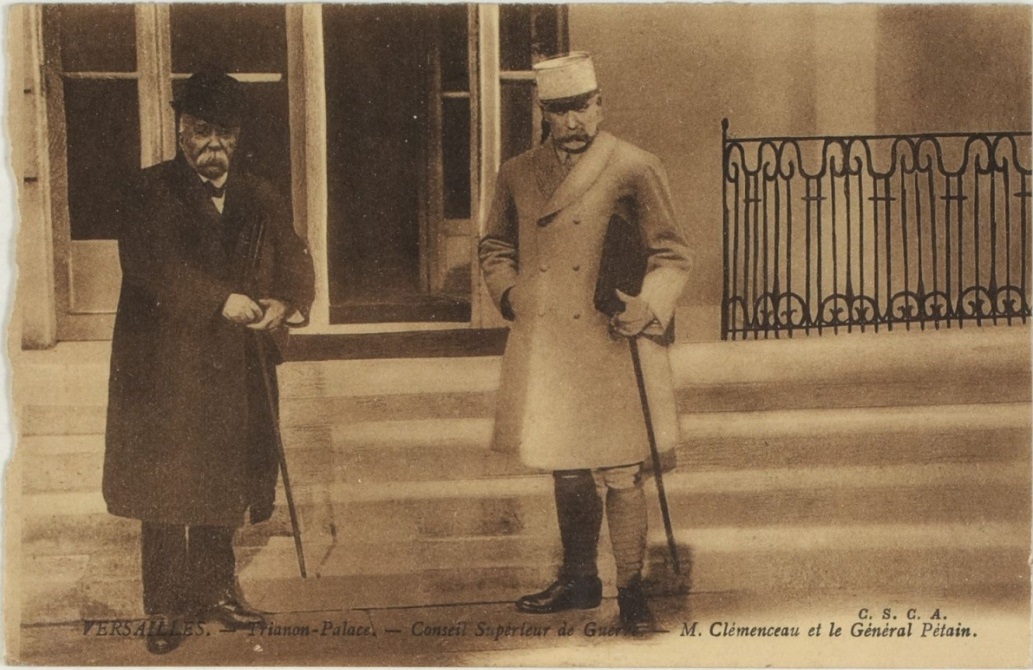 C. S. C. A.
VERSAILLES. — Trianon-Palace. — Conseil Supérieur de Guerre. — M. Clémenceau et le Général Pétain.